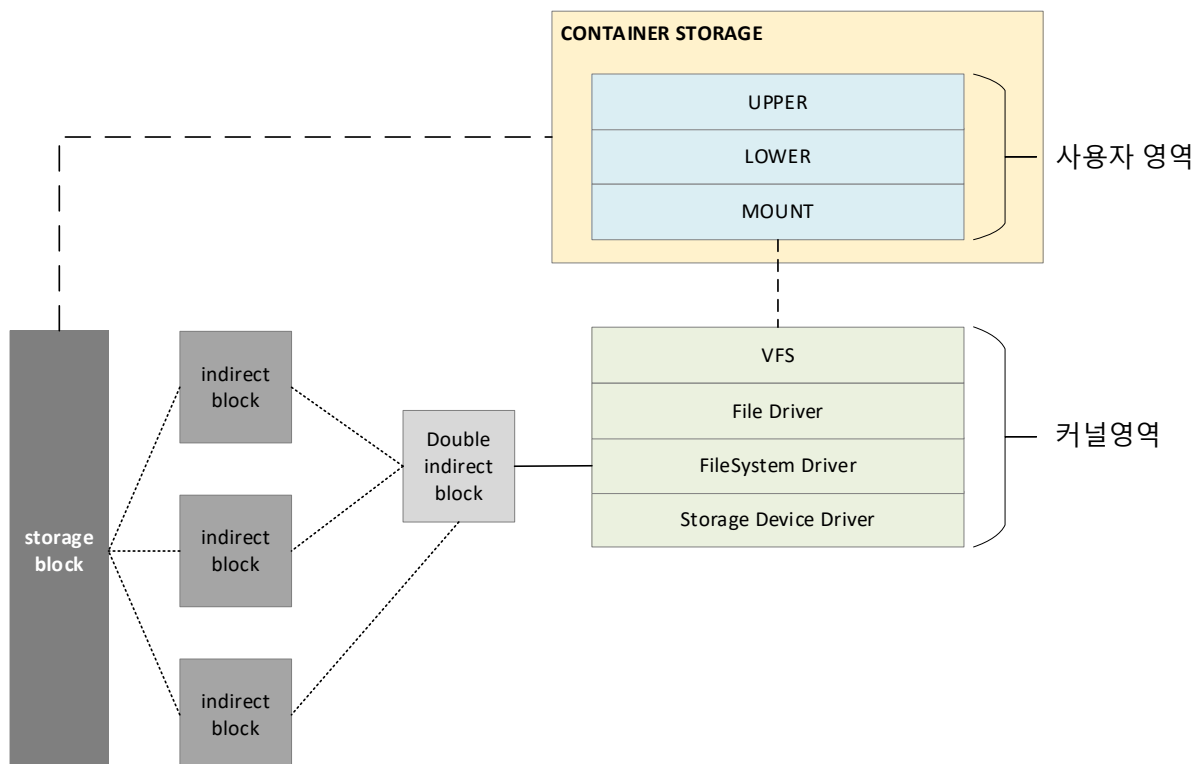 CONTAINER STORAGE
UPPER
LOWER
MOUNT
사용자 영역
VFS
File Driver
FileSystem Driver
Storage Device Driver
커널영역
indirect
block
Double
indirect
block
indirect
block
storage
block
indirect
block